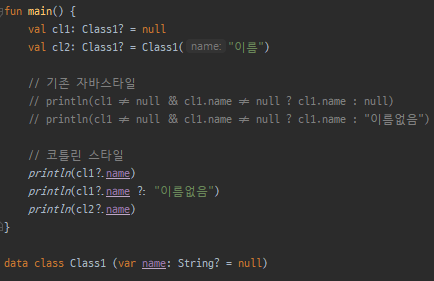 fun main() {
    val cl1: Class1? = null
    val cl2: Class1? = Class1( name: "이름")

    // 기존 자바스타일
    // println(cl1 ≠ null && cl1.name ≠ null ? cl1.name : null)
    // println(cl1 ≠ null && cl1.name ≠ null ? cl1.name : "이름없음")

    // 코틀린 스타일
    println(cl1?.name)
    println(cl1?.name ?: "이름없음")
    println(cl2?.name)
}

data class Class1 (var name: String? = null)